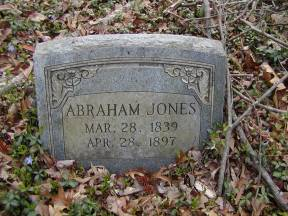 ABRAHAM JONES
MAR. 28. 1839
APR. 28. 1897